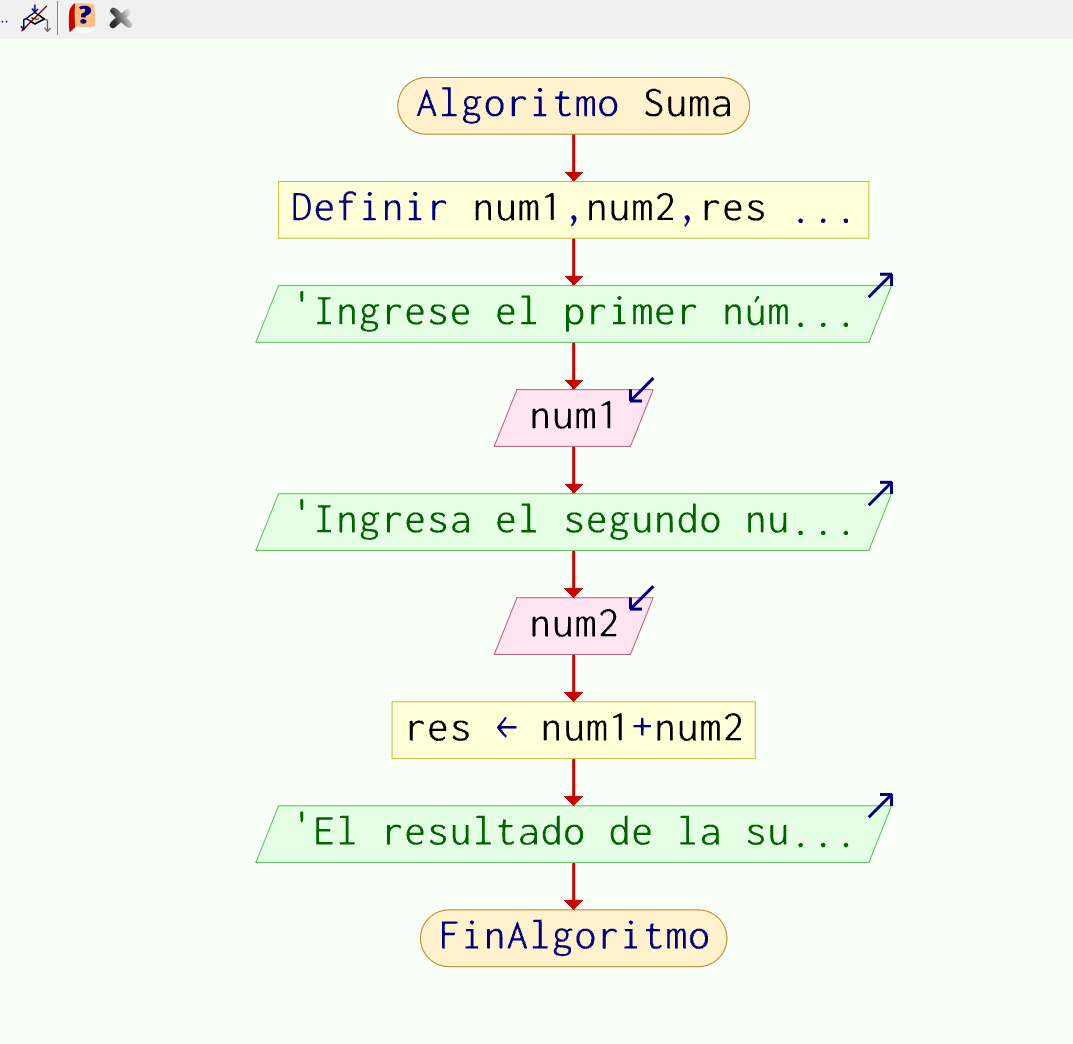 Algoritmo Suma
Definir num1,num2,res ...
'Ingrese el primer núm...
num1
'Ingresa el segundo nu...
num2
res ← num1+num2
'El resultado de la su...
FinAlgoritmo